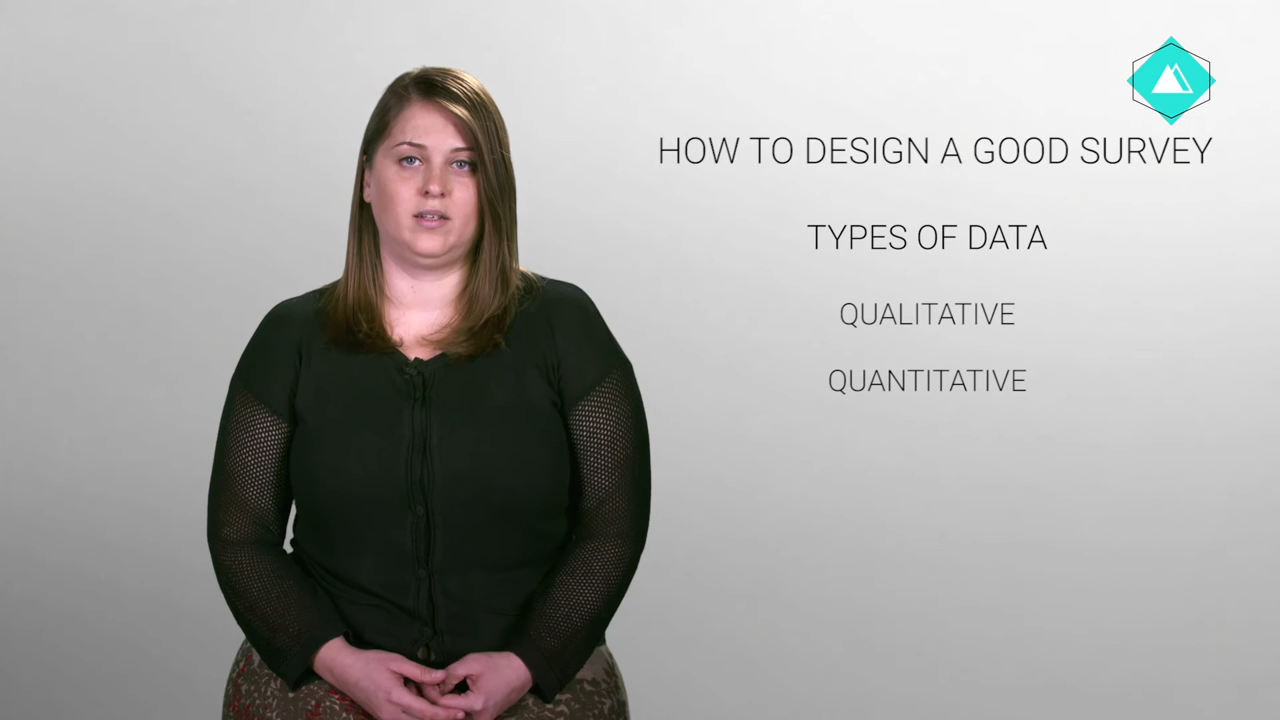 HOW TO DESIGN A GOOD SURVEY
TYPES OF DATA
QUALITATIVE
QUANTITATIVE